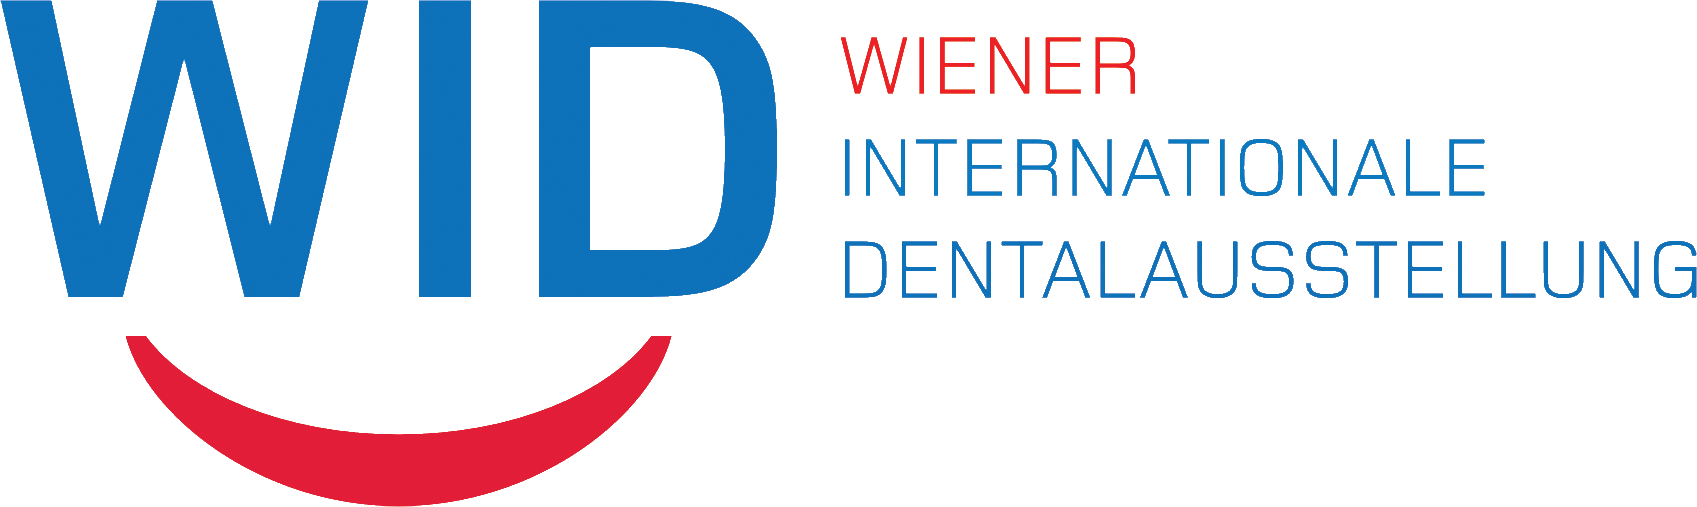 WID
WIENER
INTERNATIONALE
DENTALAUSSTELLUNG